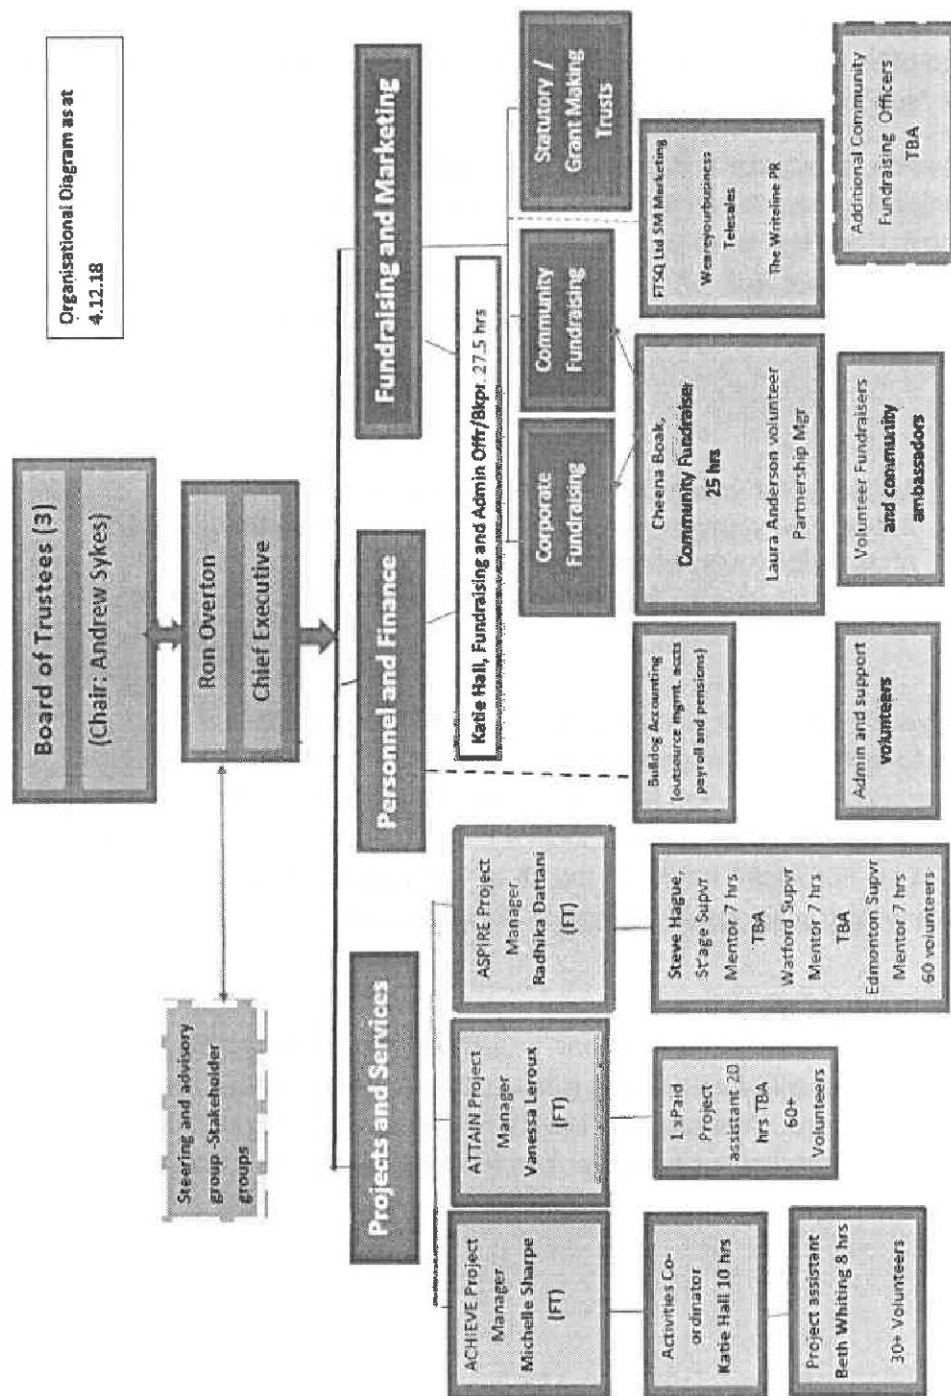 Organisational Diagram as at
4.12.18
Board of Trustees (3)
(Chair: Andrew Sykes)
Ron Overton
Chief Executive
Steering and advisory
group -Stakeholder
groups
Projects and Services
Personnel and Finance
Fundraising and Marketing
ACHIEVE Project
Manager
Michelle Sharpe
(FT)
ATTAIN Project
Manager
Vanessa Leroux
(FT)
ASPIRE Project
Manager,
Radhika Dattani
(FT)
Katie Hall, Fundraising and Admin Offr/Bkpr. 27.5 hrs
Corporate
Fundraising
Community
Fundraising
Statutory /
Grant Making
Trusts
Activities Co-
ordinator
Katie Hall 10 hrs
1 xPaid
Project
assistant 20
hrs TBA
60+
Volunteers
Steve Hague,
St'age Supvr
Mentor 7 hrs
TBA
Watford Supvr
Mentor 7 hrs
TBA
Edmonton Supvr
Mentor 7 hrs
60 volunteers
Bulldog Accounting
(outsource mgmt. accts
payroll and pensions)
Cheena Boak,
Community Fundraiser
25 hrs
Laura Anderson volunteer
Partnership Mgr
FTSQ Ltd SM Marketing
Weareyourbusiness
Telesales
The Writeline PR
Project assistant
Beth Whiting 8 hrs
30+ Volunteers
Admin and support
volunteers
Volunteer Fundraisers
and community
ambassadors
Additional Community
Fundraising Officers
TBA